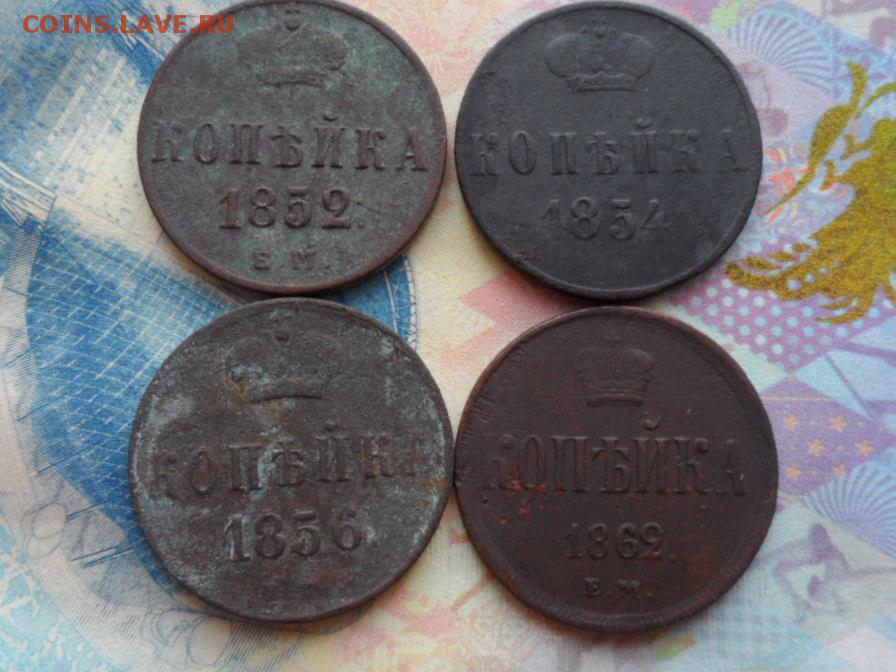 COINS.LAVE.RU
КОПѢЙКА
1852.
Е.М.
КОПѢЙКА
1854
КОПѢЙКА
1856
КОПѢЙКА
1862.
Е.М.